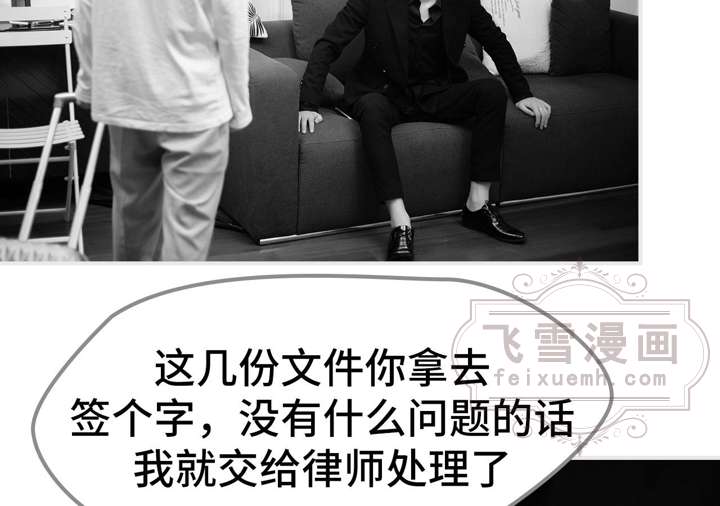 飞雪漫画
feixuemh.com
这几份文件你拿去
签个字，没有什么问题的话
我就交给律师处理了